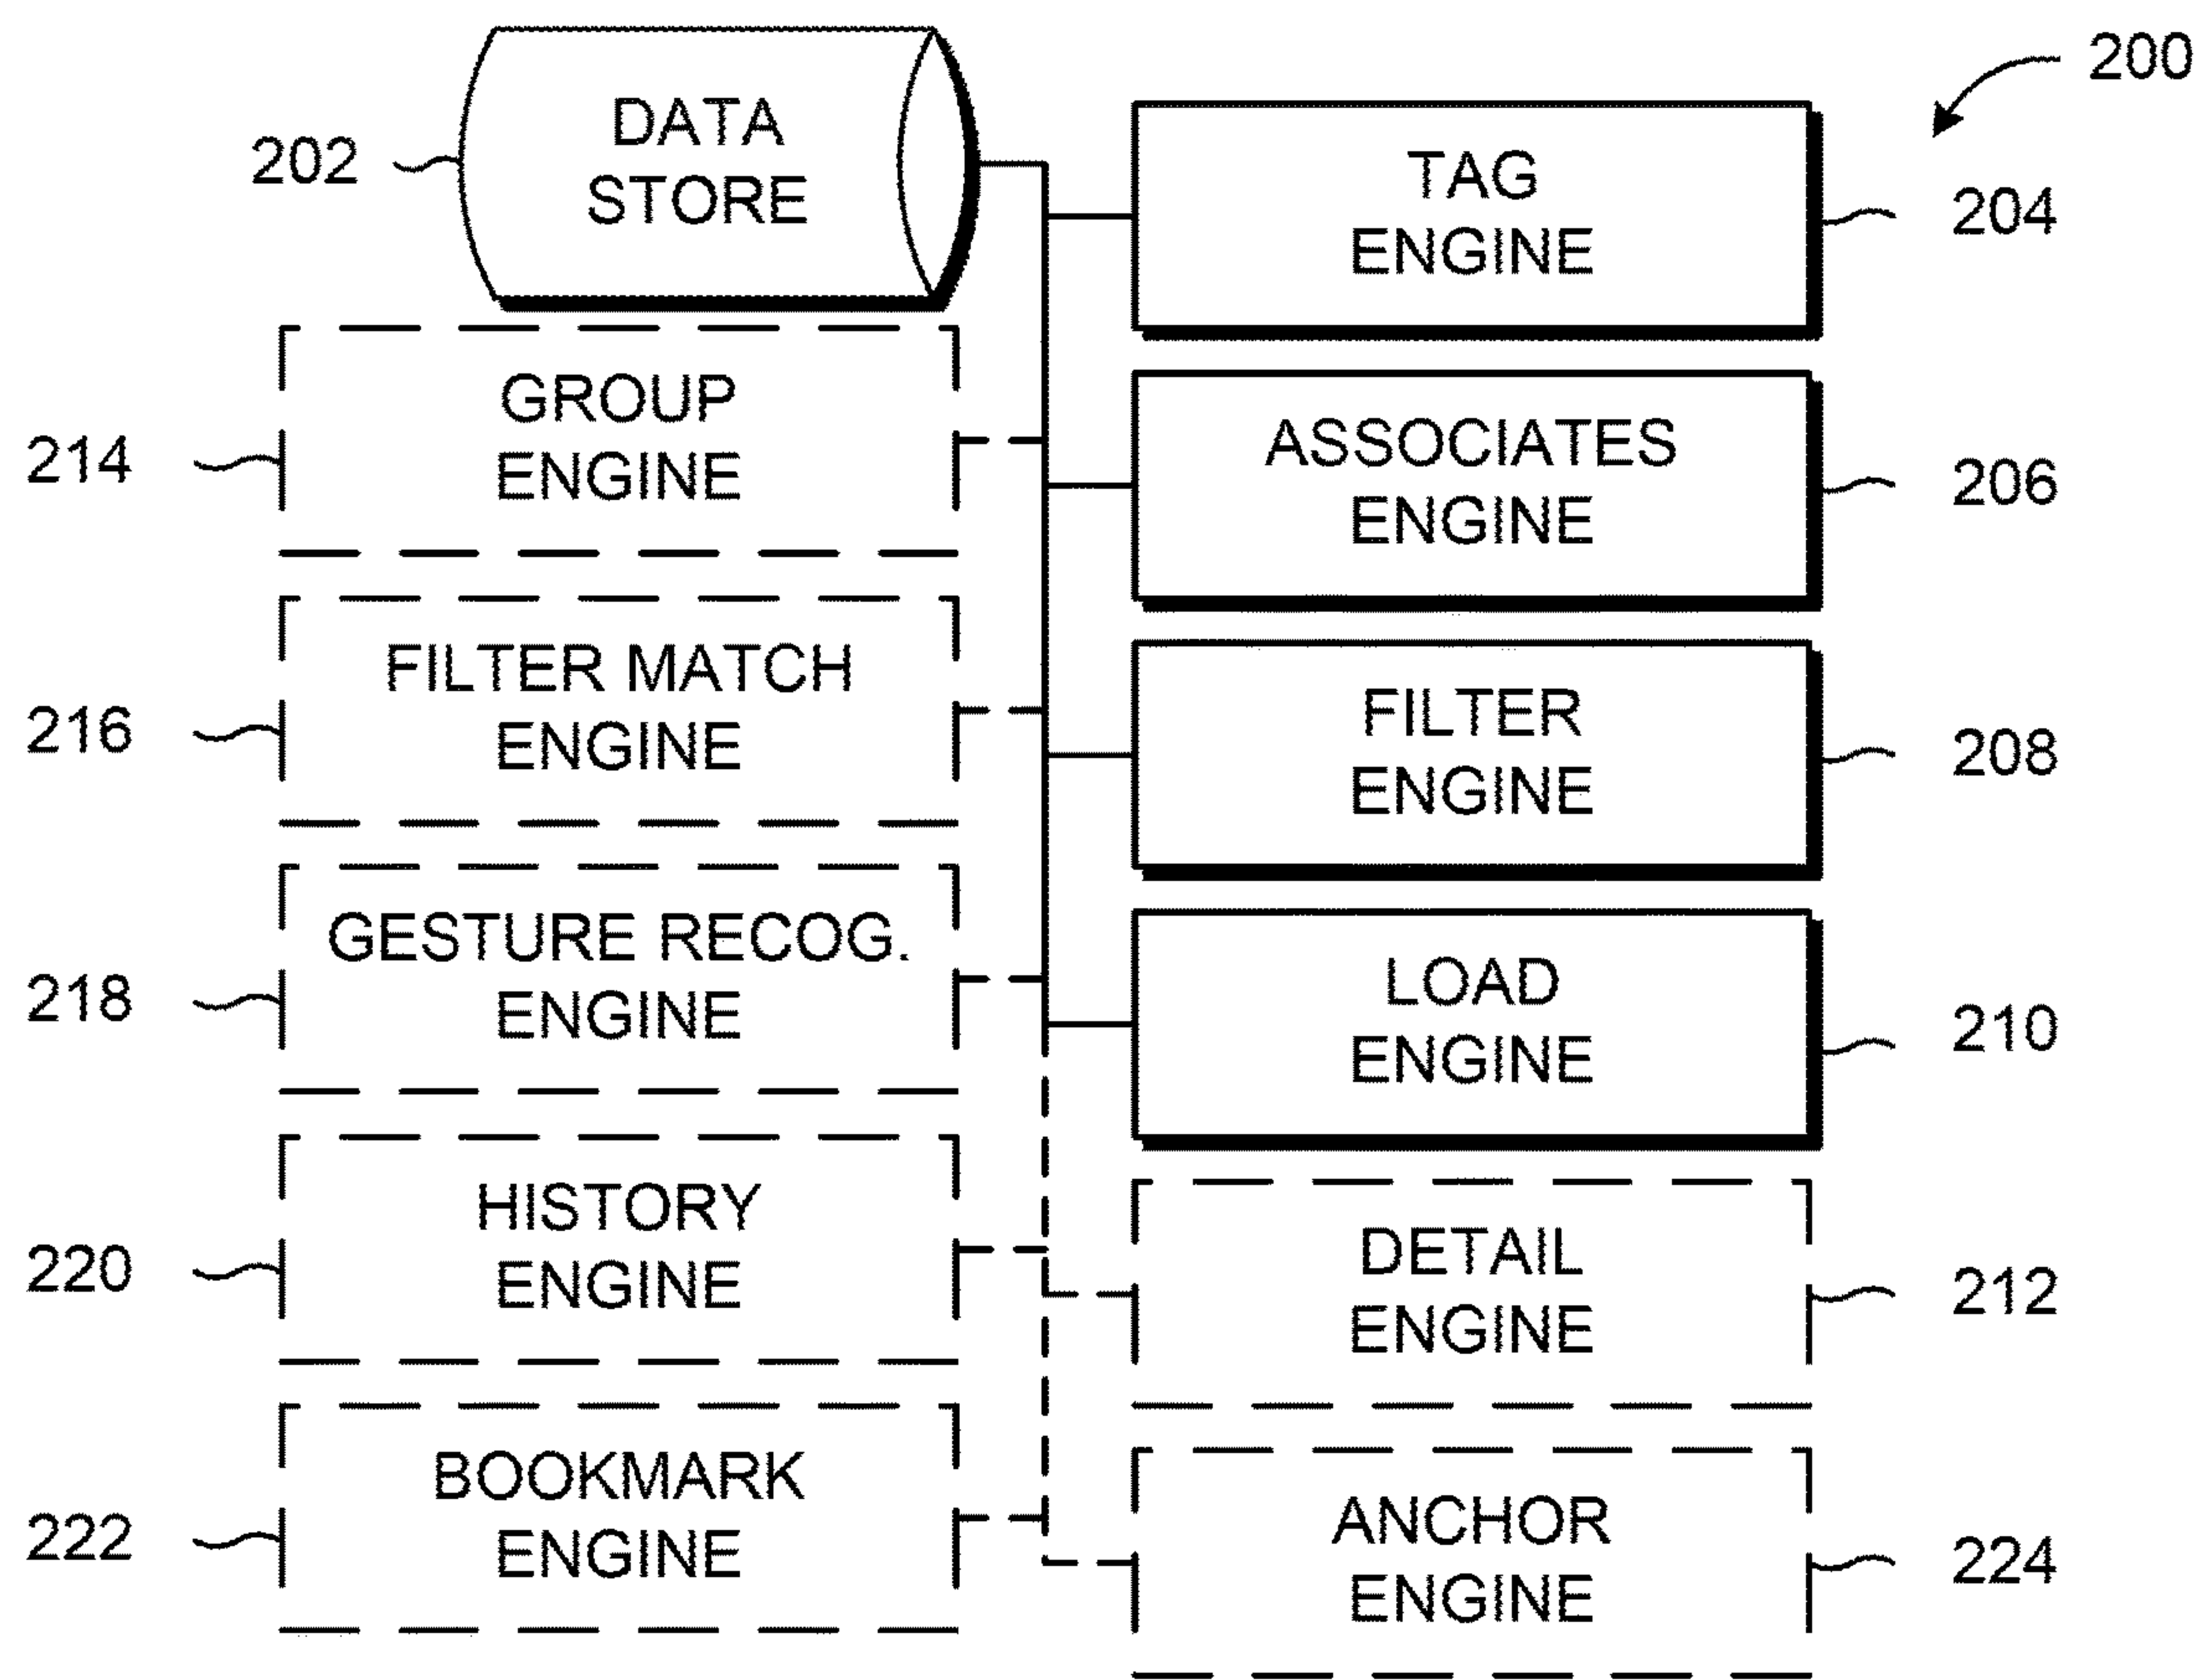 200
202
DATA
STORE
TAG
ENGINE
204
214
GROUP
ENGINE
ASSOCIATES
ENGINE
206
216
FILTER MATCH
ENGINE
FILTER
ENGINE
208
218
GESTURE RECOG.
ENGINE
LOAD
ENGINE
210
220
HISTORY
ENGINE
DETAIL
ENGINE
212
222
BOOKMARK
ENGINE
ANCHOR
ENGINE
224